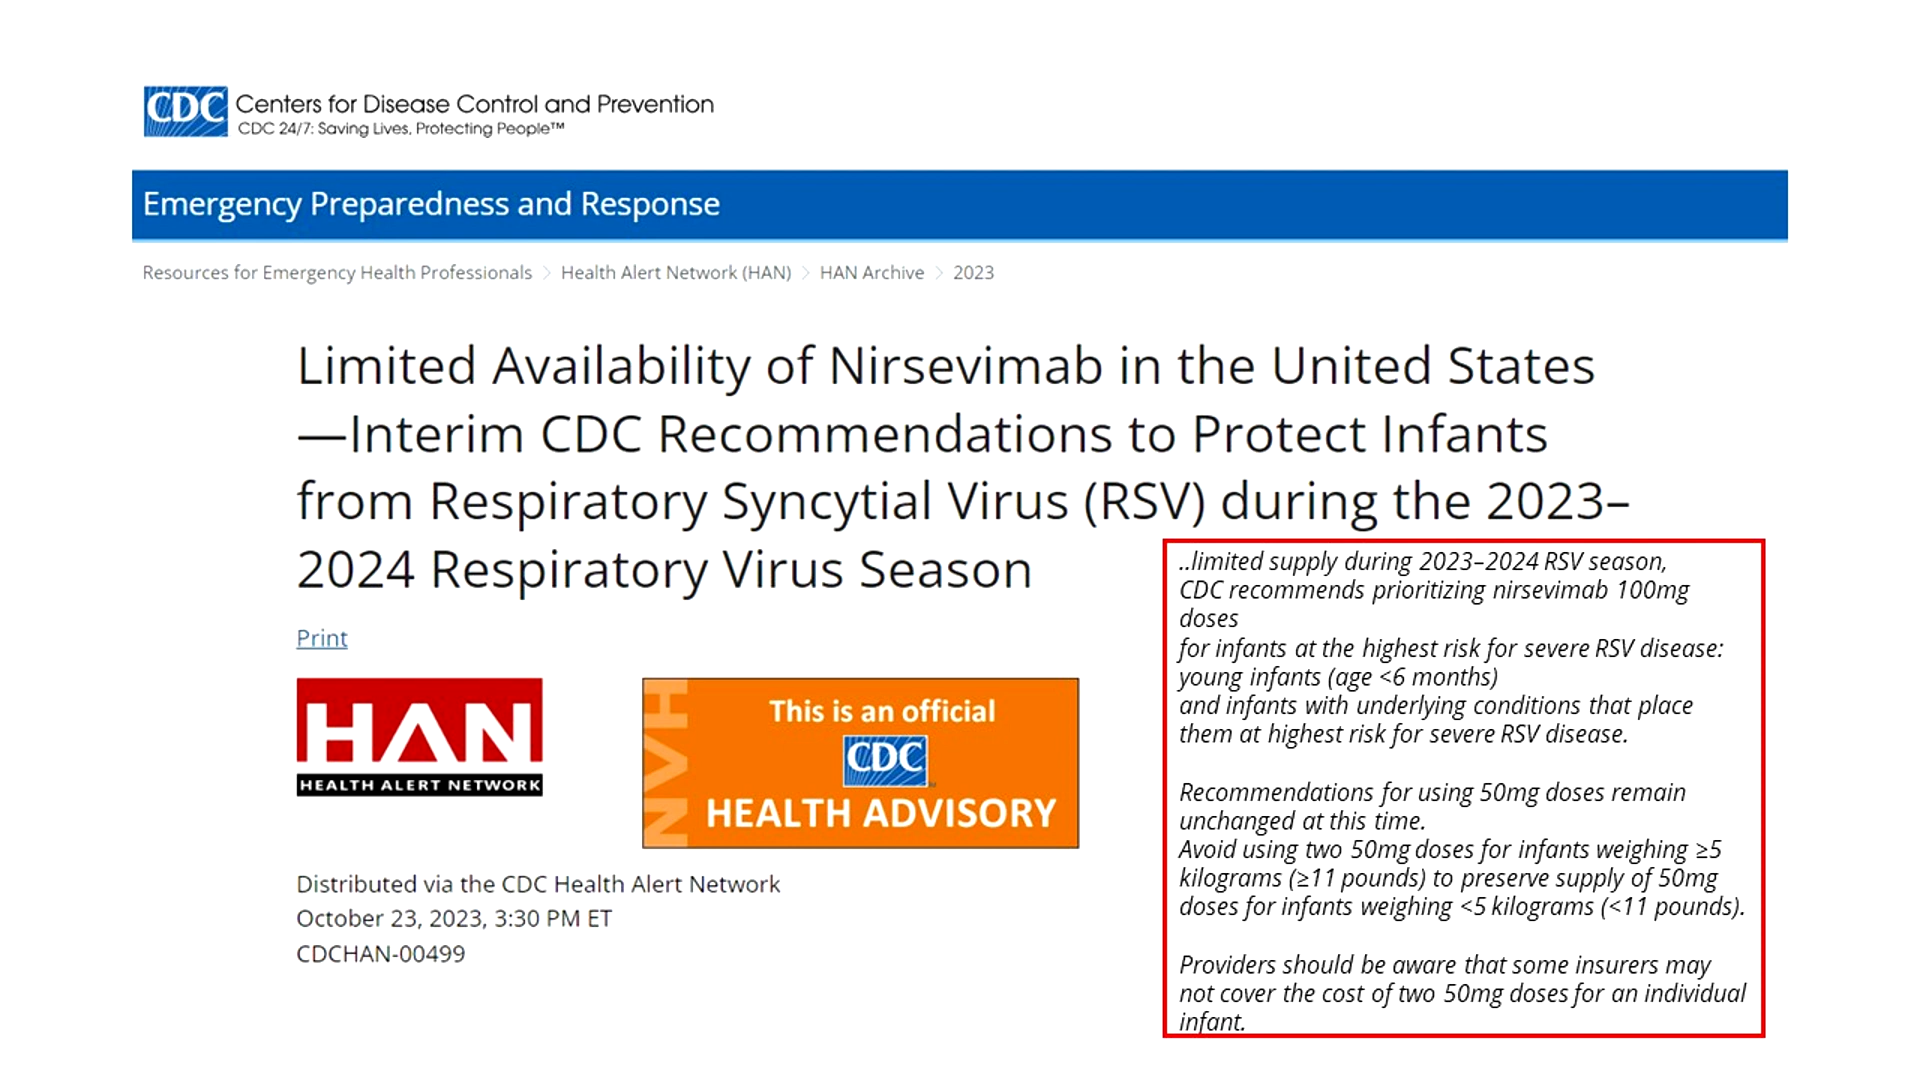 CDC Centers for Disease Control and Prevention
CDC 24/7: Saving Lives. Protecting People™
Emergency Preparedness and Response
Resources for Emergency Health Professionals > Health Alert Network (HAN) > HAN Archive > 2023
Limited Availability of Nirsevimab in the United States
—Interim CDC Recommendations to Protect Infants
from Respiratory Syncytial Virus (RSV) during the 2023–
2024 Respiratory Virus Season
Print
HAN
HEALTH ALERT NETWORK
HAN
This is an official
CDC
HEALTH ADVISORY
Distributed via the CDC Health Alert Network
October 23, 2023, 3:30 PM ET
CDCHAN-00499
..limited supply during 2023–2024 RSV season,
CDC recommends prioritizing nirsevimab 100mg
doses
for infants at the highest risk for severe RSV disease:
young infants (age <6 months)
and infants with underlying conditions that place
them at highest risk for severe RSV disease.
Recommendations for using 50mg doses remain
unchanged at this time.
Avoid using two 50mg doses for infants weighing ≥5
kilograms (≥11 pounds) to preserve supply of 50mg
doses for infants weighing <5 kilograms (<11 pounds).
Providers should be aware that some insurers may
not cover the cost of two 50mg doses for an individual
infant.